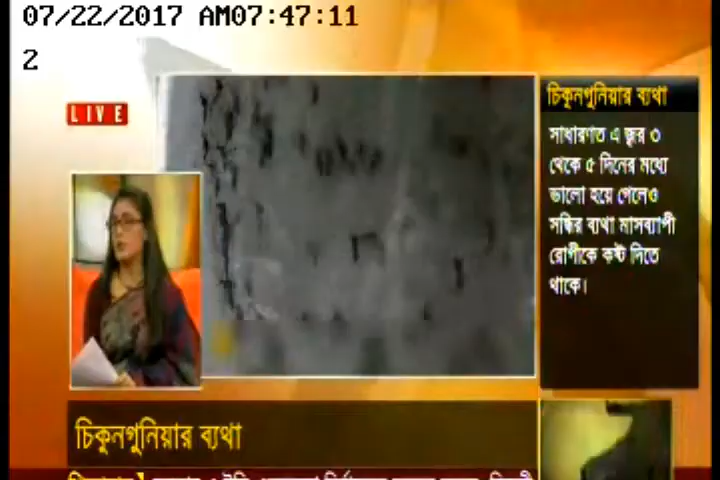 07/22/2017 AM07:47:11
2
LIVE
চিকুনগুনিয়ার ব্যথা
সাধারণত এ জ্বর ৩
থেকে ৫ দিনের মধ্যে
ভালো হয়ে গেলেও
সন্ধির ব্যথা মাসব্যাপী
রোগীকে কষ্ট দিতে
থাকে।
চিকুনগুনিয়ার ব্যথা